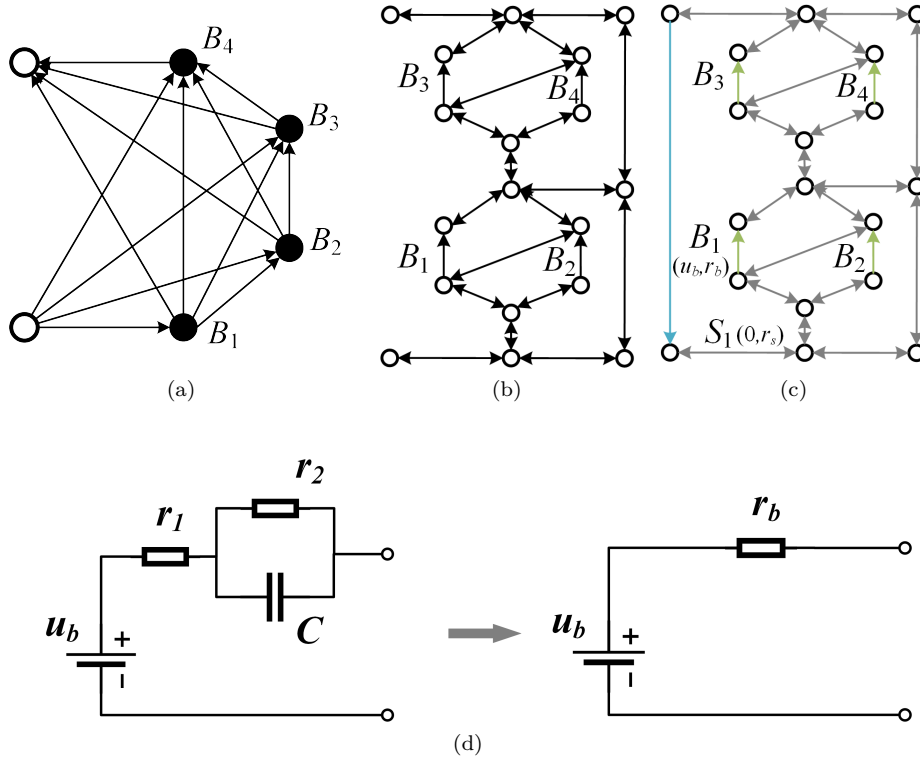 B4
B3
B2
B1
(a)
B3
B4
B1
B2
(b)
B3
B4
B1
(ub,rb)
B2
S1(0,rs)
(c)
r2
r1
C
ub
+
−
rb
ub
+
−
(d)